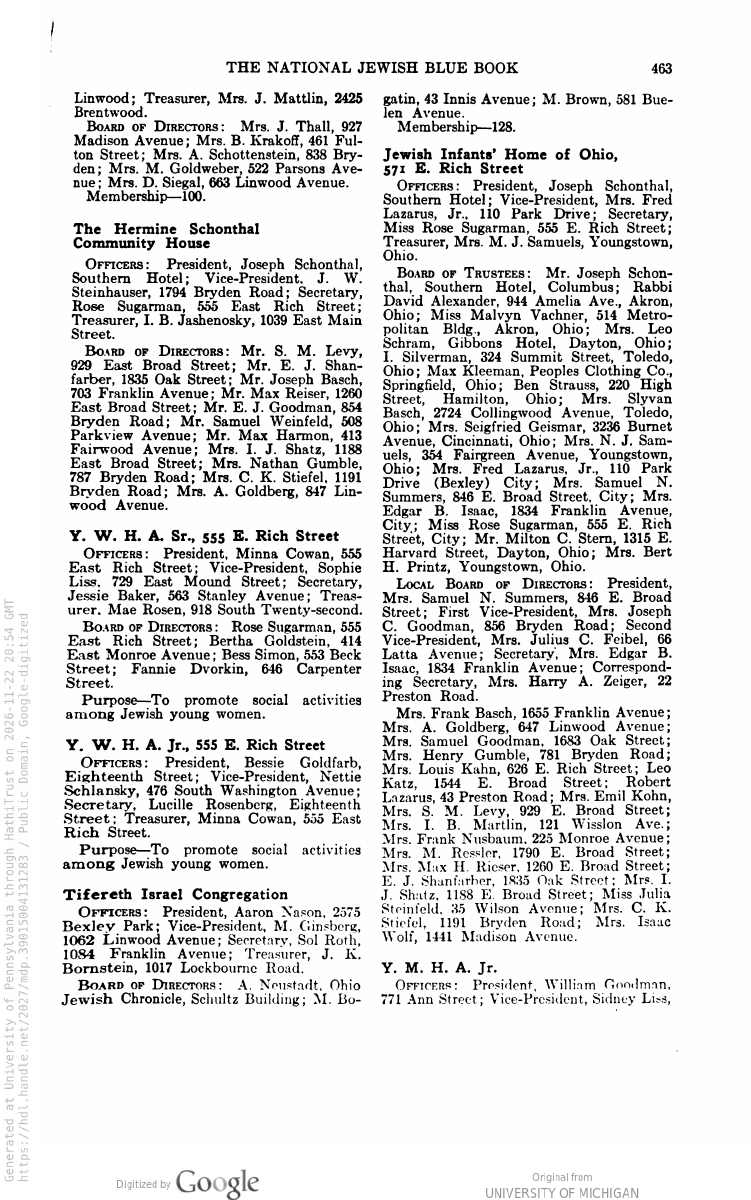 THE NATIONAL JEWISH BLUE BOOK 463
Linwood; Treasurer, Mrs. J. Mattlin, 2425
Brentwood.
BOARD OF DIRECTORS: Mrs. J. Thall, 927
Madison Avenue; Mrs. B. Krakoff, 461 Ful-
ton Street; Mrs. A. Schottenstein, 838 Bry-
den; Mrs. M. Goldweber, 522 Parsons Ave-
nue; Mrs. D. Siegal, 663 Linwood Avenue.
Membership—100.
The Hermine Schonthal
Community House
OFFICERS: President, Joseph Schonthal,
Southern Hotel; Vice-President, J. W.
Steinhauser, 1794 Bryden Road; Secretary,
Rose Sugarman, 555 East Rich Street;
Treasurer, I. B. Jashenosky, 1039 East Main
Street.
BOARD OF DIRECTORS: Mr. S. M. Levy,
929 East Broad Street; Mr. E. J. Shan-
farber, 1835 Oak Street; Mr. Joseph Basch,
703 Franklin Avenue; Mr. Max Reiser, 1260
East Broad Street; Mr. E. J. Goodman, 854
Bryden Road; Mr. Samuel Weinfeld, 508
Parkview Avenue; Mr. Max Harmon, 413
Fairwood Avenue; Mrs. I. J. Shatz, 1188
East Broad Street; Mrs. Nathan Gumble,
787 Bryden Road; Mrs. C. K. Stiefel, 1191
Bryden Road; Mrs. A. Goldberg, 847 Lin-
wood Avenue.
Y. W. H. A. Sr., 555 E. Rich Street
OFFICERS: President, Minna Cowan, 555
East Rich Street; Vice-President, Sophie
Liss, 729 East Mound Street; Secretary,
Jessie Baker, 563 Stanley Avenue; Treas-
urer, Mae Rosen, 918 South Twenty-second.
BOARD OF DIRECTORS: Rose Sugarman, 555
East Rich Street; Bertha Goldstein, 414
East Monroe Avenue; Bess Simon, 553 Beck
Street; Fannie Dvorkin, 646 Carpenter
Street.
Purpose—To promote social activities
among Jewish young women.
Y. W. H. A. Jr., 555 E. Rich Street
OFFICERS: President, Bessie Goldfarb,
Eighteenth Street; Vice-President, Nettie
Schlansky, 476 South Washington Avenue;
Secretary, Lucille Rosenberg, Eighteenth
Street; Treasurer, Minna Cowan, 555 East
Rich Street.
Purpose—To promote social activities
among Jewish young women.
Tifereth Israel Congregation
OFFICERS: President, Aaron Nason, 2575
Bexley Park; Vice-President, M. Ginsberg,
1062 Linwood Avenue; Secretary, Sol Roth,
1084 Franklin Avenue; Treasurer, J. K.
Bornstein, 1017 Lockbourne Road.
BOARD OF DIRECTORS: A. Neustadt, Ohio
Jewish Chronicle, Schultz Building; M. Bo-
gatin, 43 Innis Avenue; M. Brown, 581 Bue-
len Avenue.
Membership—128.
Jewish Infants' Home of Ohio,
571 E. Rich Street
OFFICERS: President, Joseph Schonthal,
Southern Hotel; Vice-President, Mrs. Fred
Lazarus, Jr., 110 Park Drive; Secretary,
Miss Rose Sugarman, 555 E. Rich Street;
Treasurer, Mrs. M. J. Samuels, Youngstown,
Ohio.
BOARD OF TRUSTEES: Mr. Joseph Schon-
thal, Southern Hotel, Columbus; Rabbi
David Alexander, 944 Amelia Ave., Akron,
Ohio; Miss Malvyn Vachner, 514 Metro-
politan Bldg., Akron, Ohio; Mrs. Leo
Schram, Gibbons Hotel, Dayton, Ohio;
I. Silverman, 324 Summit Street, Toledo,
Ohio; Max Kleeman, Peoples Clothing Co.,
Springfield, Ohio; Ben Strauss, 220 High
Street, Hamilton, Ohio; Mrs. Slyvan
Basch, 2724 Collingwood Avenue, Toledo,
Ohio; Mrs. Seigfried Geismar, 3236 Burnet
Avenue, Cincinnati, Ohio; Mrs. N. J. Sam-
uels, 354 Fairgreen Avenue, Youngstown,
Ohio; Mrs. Fred Lazarus, Jr., 110 Park
Drive (Bexley) City; Mrs. Samuel N.
Summers, 846 E. Broad Street, City; Mrs.
Edgar B. Isaac, 1834 Franklin Avenue,
City; Miss Rose Sugarman, 555 E. Rich
Street, City; Mr. Milton C. Stern, 1315 E.
Harvard Street, Dayton, Ohio; Mrs. Bert
H. Printz, Youngstown, Ohio.
LOCAL BOARD OF DIRECTORS: President,
Mrs. Samuel N. Summers, 846 E. Broad
Street; First Vice-President, Mrs. Joseph
C. Goodman, 856 Bryden Road; Second
Vice-President, Mrs. Julius C. Feibel, 66
Latta Avenue; Secretary, Mrs. Edgar B.
Isaac, 1834 Franklin Avenue; Correspond-
ing Secretary, Mrs. Harry A. Zeiger, 22
Preston Road.
Mrs. Frank Basch, 1655 Franklin Avenue;
Mrs. A. Goldberg, 647 Linwood Avenue;
Mrs. Samuel Goodman, 1683 Oak Street;
Mrs. Henry Gumble, 781 Bryden Road;
Mrs. Louis Kahn, 626 E. Rich Street; Leo
Katz, 1544 E. Broad Street; Robert
Lazarus, 43 Preston Road; Mrs. Emil Kohn,
Mrs. S. M. Levy, 929 E. Broad Street;
Mrs. I. B. Martlin, 121 Wisslon Ave.;
Mrs. Frank Nusbaum, 225 Monroe Avenue;
Mrs. M. Ressler, 1790 E. Broad Street;
Mrs. Max H. Rieser, 1260 E. Broad Street;
E. J. Shanfarber, 1835 Oak Street; Mrs. I.
J. Shatz, 1188 E. Broad Street; Miss Julia
Steinfeld, 35 Wilson Avenue; Mrs. C. K.
Stiefel, 1191 Bryden Road; Mrs. Isaac
Wolf, 1441 Madison Avenue.
Y. M. H. A. Jr.
OFFICERS: President, William Goodman,
771 Ann Street; Vice-President, Sidney Liss,
Generated at University of Pennsylvania through HathiTrust on 2026-11-22 20:54 GMT
https://hdl.handle.net/2027/mdp.39015004131283 / Public Domain, Google-digitized
Digitized by Google
Original from
UNIVERSITY OF MICHIGAN